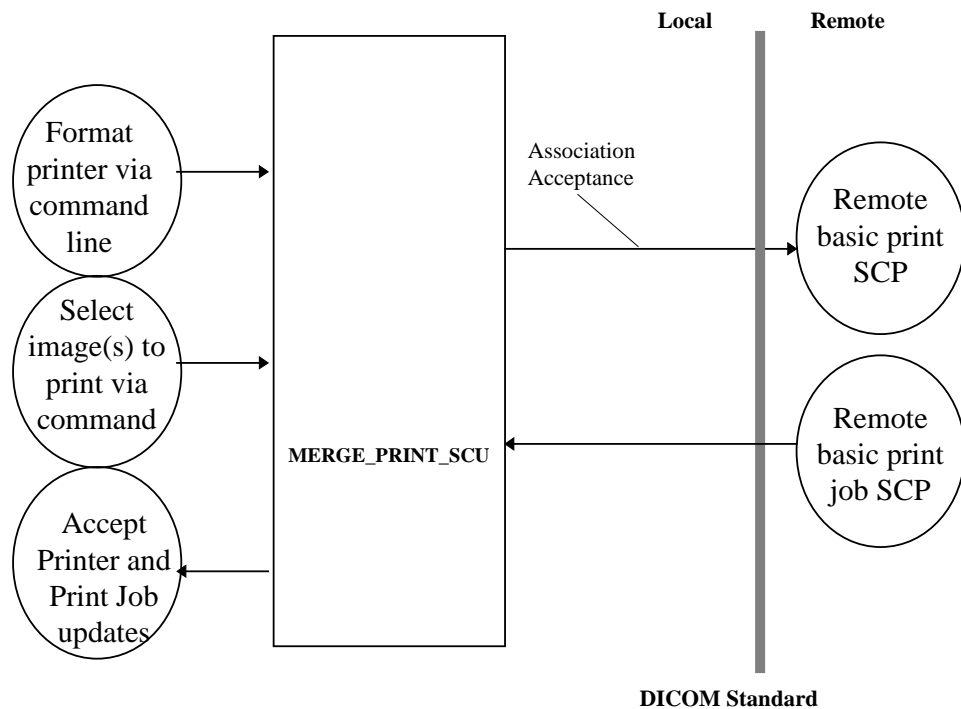 Local
Remote
Format
printer via
command
line
Select
image(s) to
print via
command
Accept
Printer and
Print Job
updates
MERGE_PRINT_SCU
Association
Acceptance
Remote
basic print
SCP
Remote
basic print
job SCP
DICOM Standard